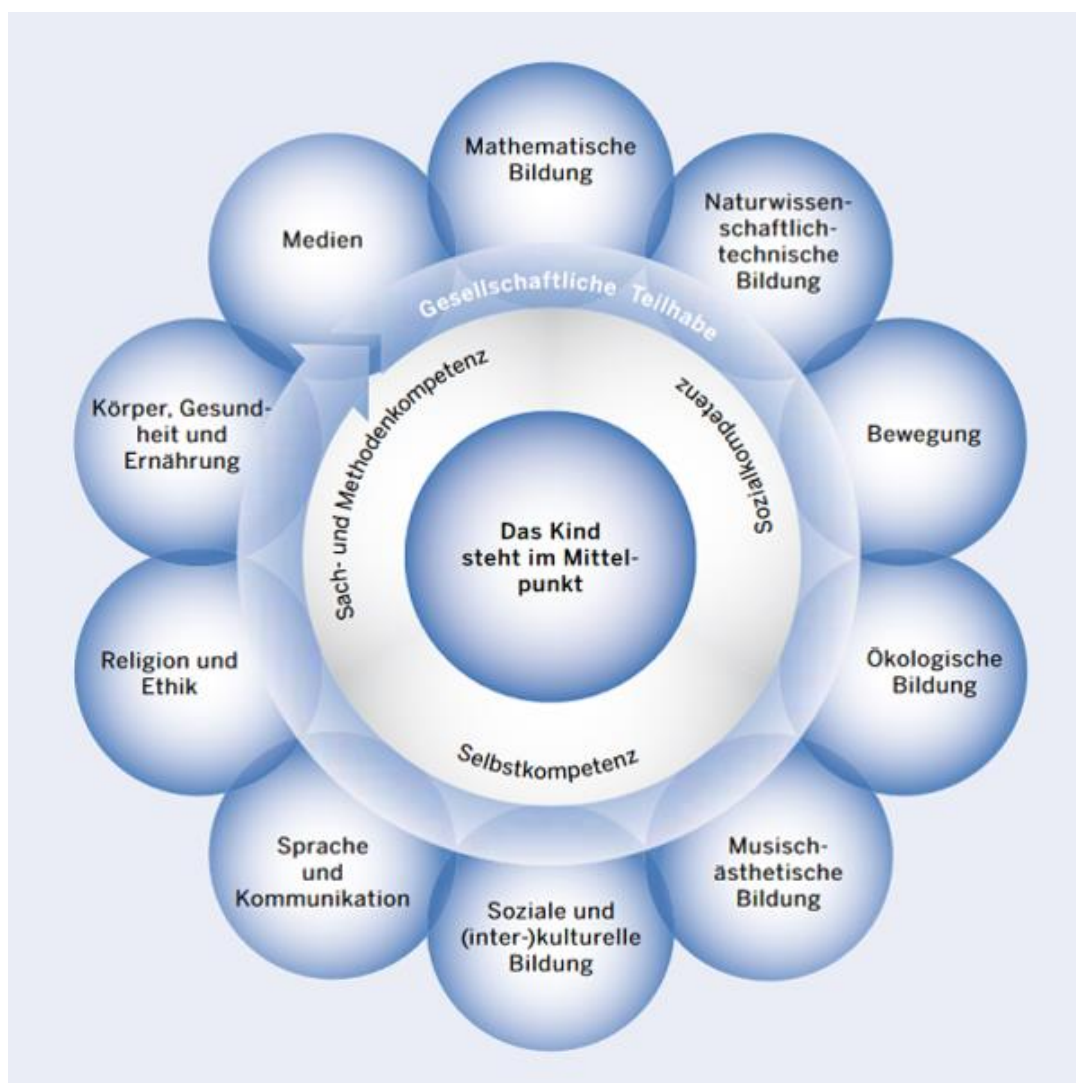 Mathematische
Bildung
Naturwissen-
schaftlich-
technische
Bildung
Bewegung
Ökologische
Bildung
Musisch-
ästhetische
Bildung
Soziale und
(inter-)kulturelle
Bildung
Sprache
und
Kommunikation
Religion und
Ethik
Körper, Gesund-
heit und
Ernährung
Medien
Gesellschaftliche Teilhabe
Sach- und Methodenkompetenz
Sozialkompetenz
Selbstkompetenz
Das Kind
steht im Mittel-
punkt